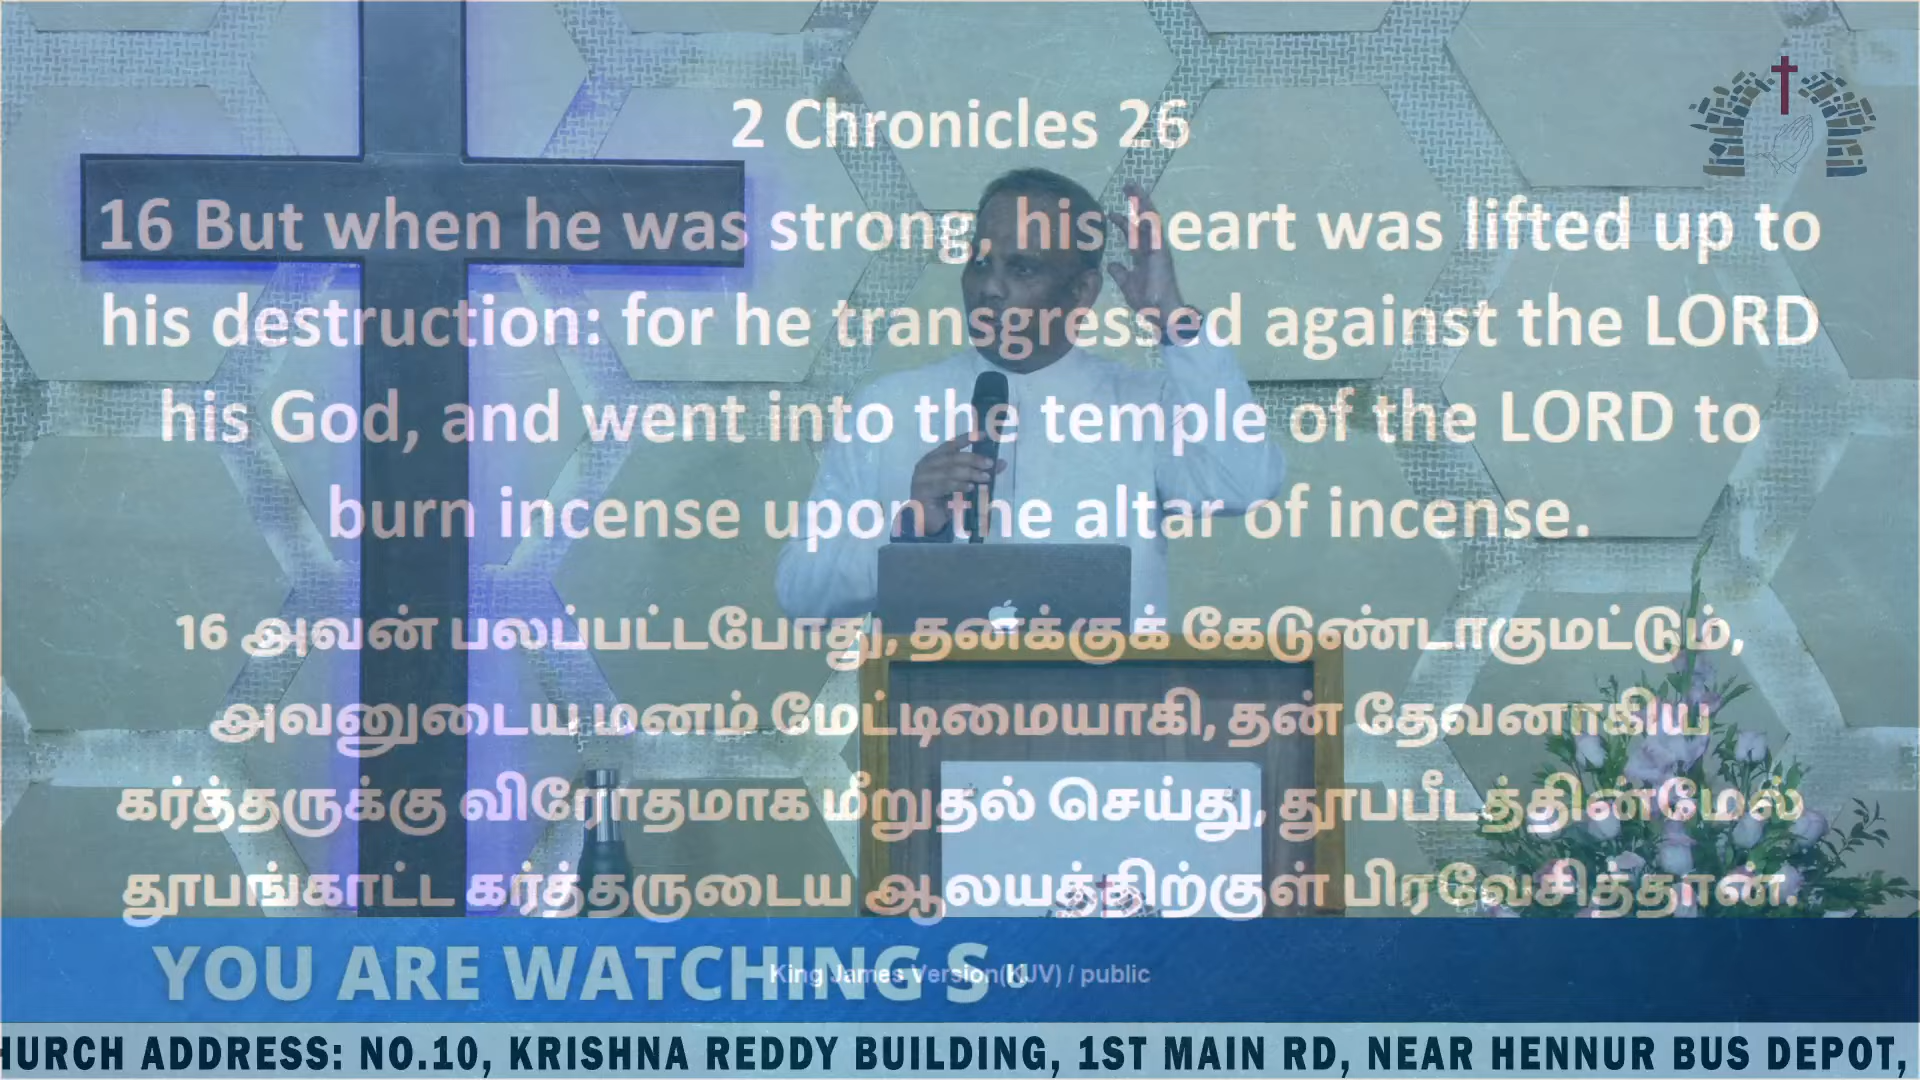 2 Chronicles 26
16 But when he was strong, his heart was lifted up to
his destruction: for he transgressed against the LORD
his God, and went into the temple of the LORD to
burn incense upon the altar of incense.
16 அவன் பலப்பட்டபோது, தனக்குக் கேடுண்டாகுமட்டும்,
அவனுடைய மனம் மேட்டிமையாகி, தன் தேவனாகிய
கர்த்தருக்கு விரோதமாக மீறுதல் செய்து, தூபபீடத்தின்மேல்
தூபங்காட்ட கர்த்தருடைய ஆலயத்திற்குள் பிரவேசித்தான்.
YOU ARE WATCHING S U
King James Version(KJV) / public
HURCH ADDRESS: NO.10, KRISHNA REDDY BUILDING, 1ST MAIN RD, NEAR HENNUR BUS DEPOT,